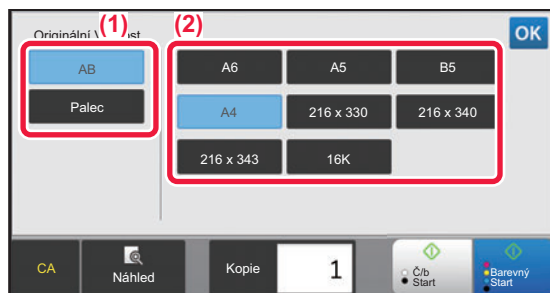 (1) (2)
Originální OK
AB A6 A5 B5
Palec A4 216 x 330 216 x 340
216 x 343 16K
CA Náhled Kopie 1 Č/b Start Barevný Start